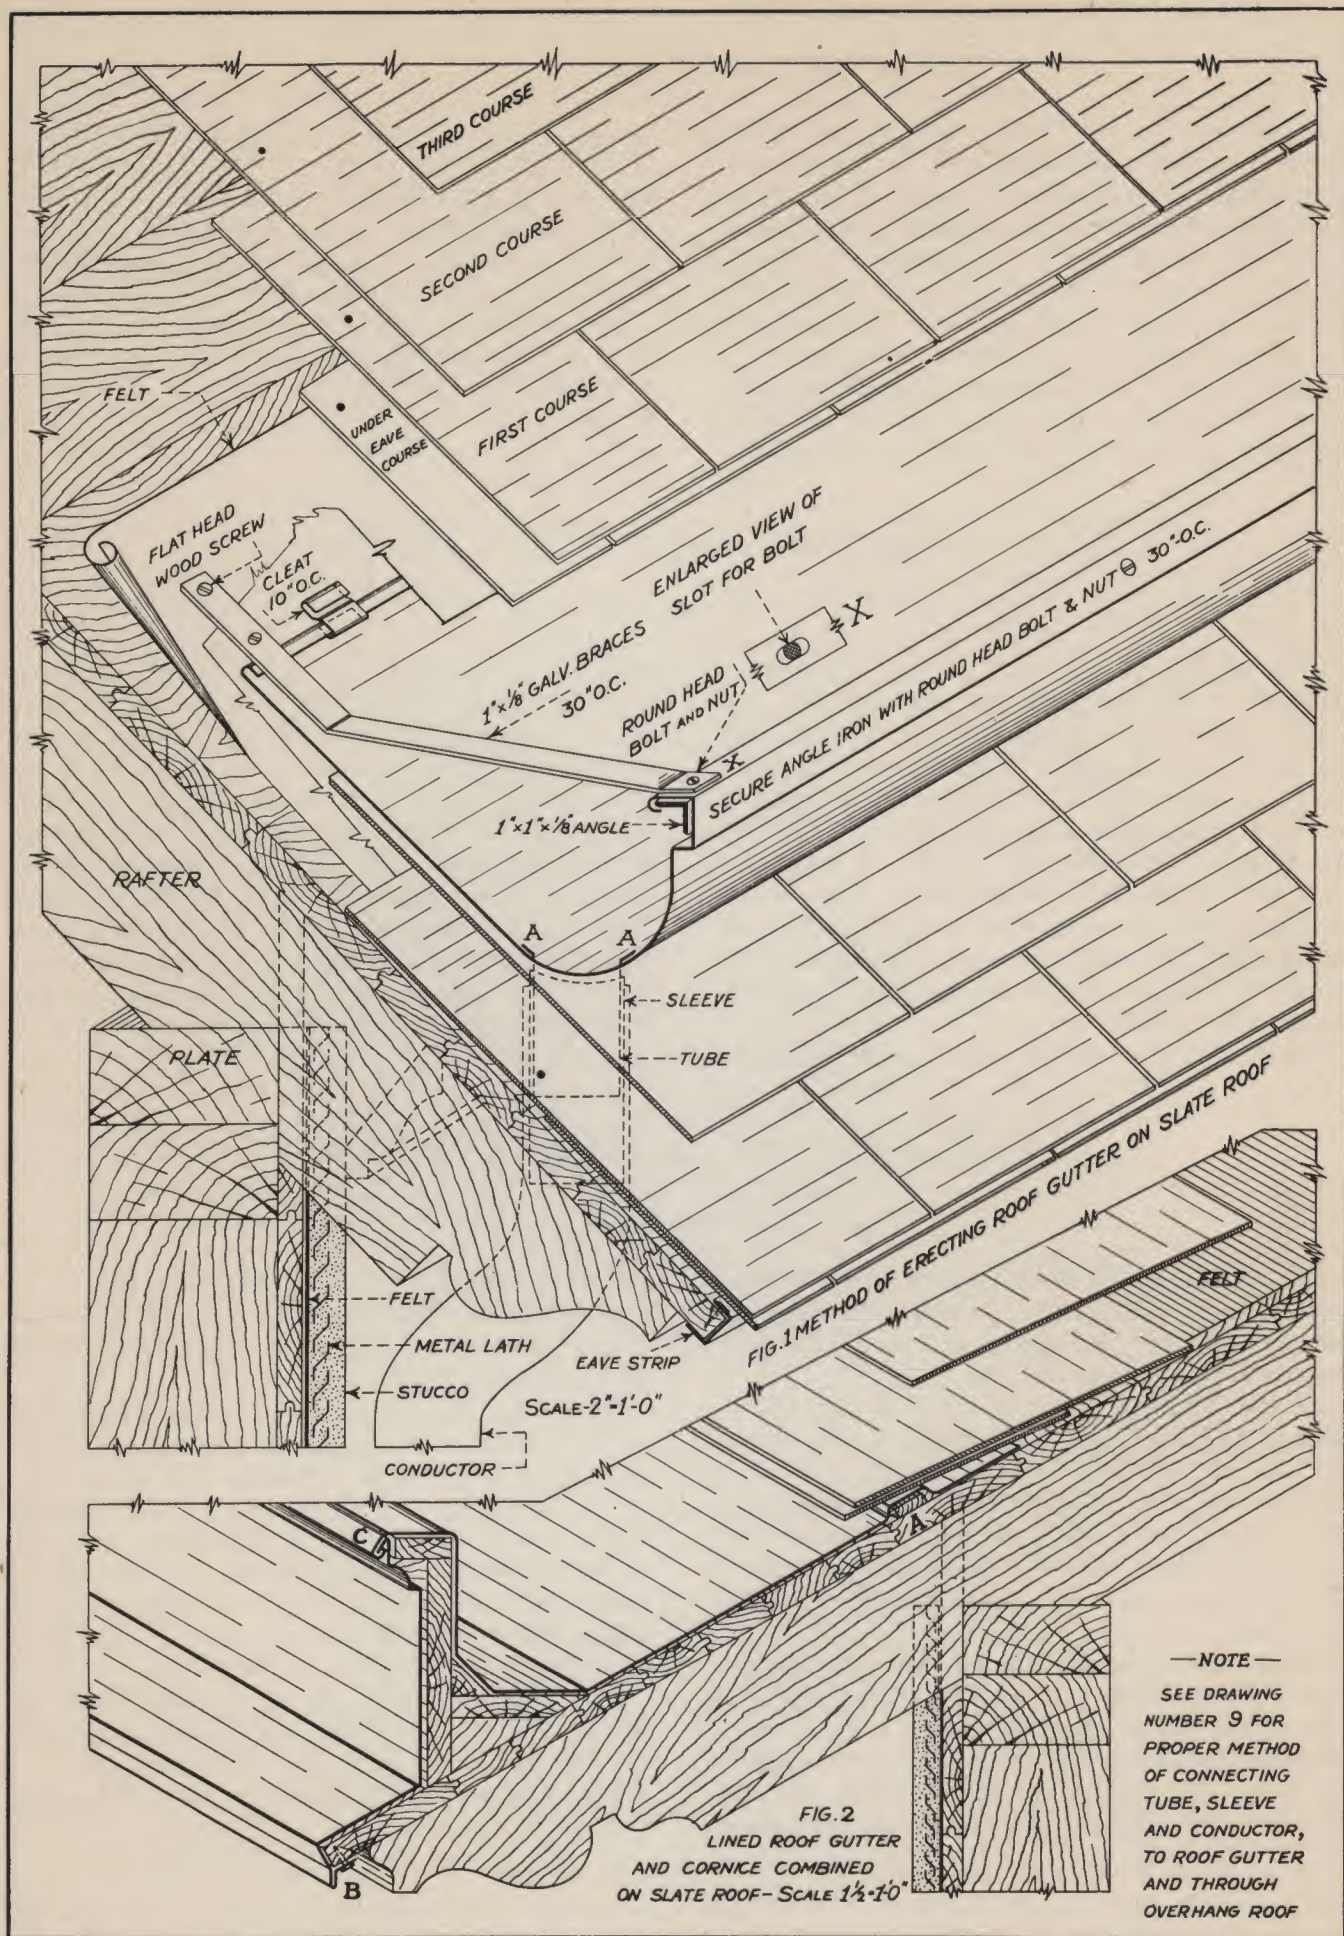 THIRD COURSE
SECOND COURSE
FIRST COURSE
UNDER
EAVE
COURSE
FELT
FLAT HEAD
WOOD SCREW
CLEAT
10" O.C.
ENLARGED VIEW OF
SLOT FOR BOLT
X
1" x 1/8" GALV. BRACES
30" O.C.
ROUND HEAD
BOLT AND NUT
X
SECURE ANGLE IRON WITH ROUND HEAD BOLT & NUT 30"-O.C.
1" x 1" x 1/8" ANGLE
RAFTER
A
A
SLEEVE
TUBE
PLATE
FELT
METAL LATH
STUCCO
EAVE STRIP
SCALE-2"=1'-0"
CONDUCTOR
FIG. 1 METHOD OF ERECTING ROOF GUTTER ON SLATE ROOF
FELT
C
A
B
FIG. 2
LINED ROOF GUTTER
AND CORNICE COMBINED
ON SLATE ROOF - SCALE 1½"=1'-0"
—NOTE—
SEE DRAWING
NUMBER 9 FOR
PROPER METHOD
OF CONNECTING
TUBE, SLEEVE
AND CONDUCTOR,
TO ROOF GUTTER
AND THROUGH
OVERHANG ROOF